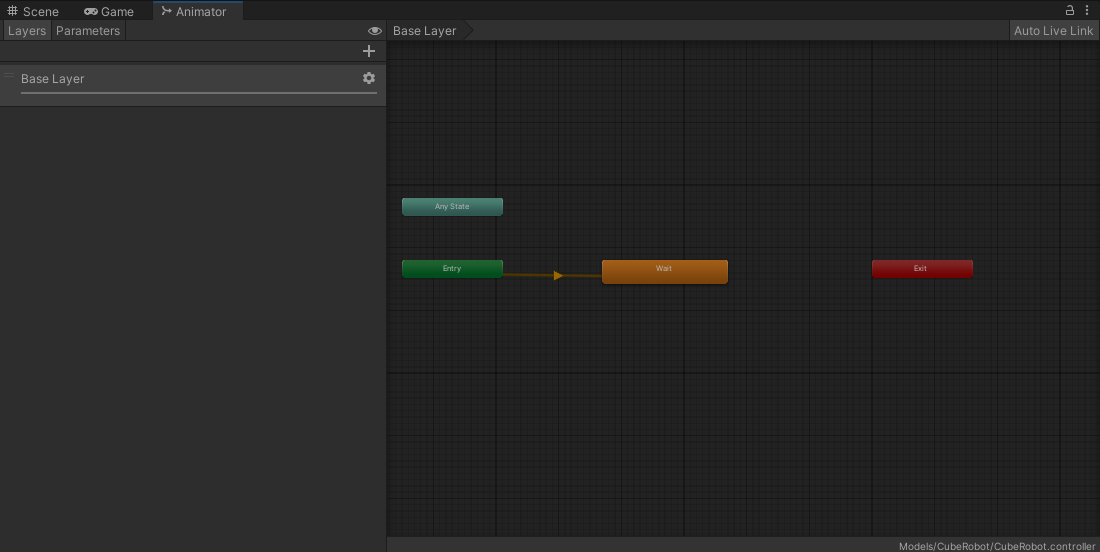 Scene Game Animator
Layers Parameters
Base Layer
Auto Live Link
Base Layer
Any State
Entry
Wait
Exit
Models/CubeRobot/CubeRobot.controller